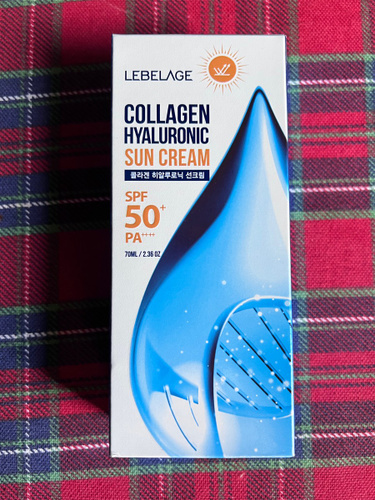 LEBELAGE
COLLAGEN
HYALURONIC
SUN CREAM
콜라겐 히알루로닉 선크림
SPF
50+
PA++++
70ML / 2.36 OZ